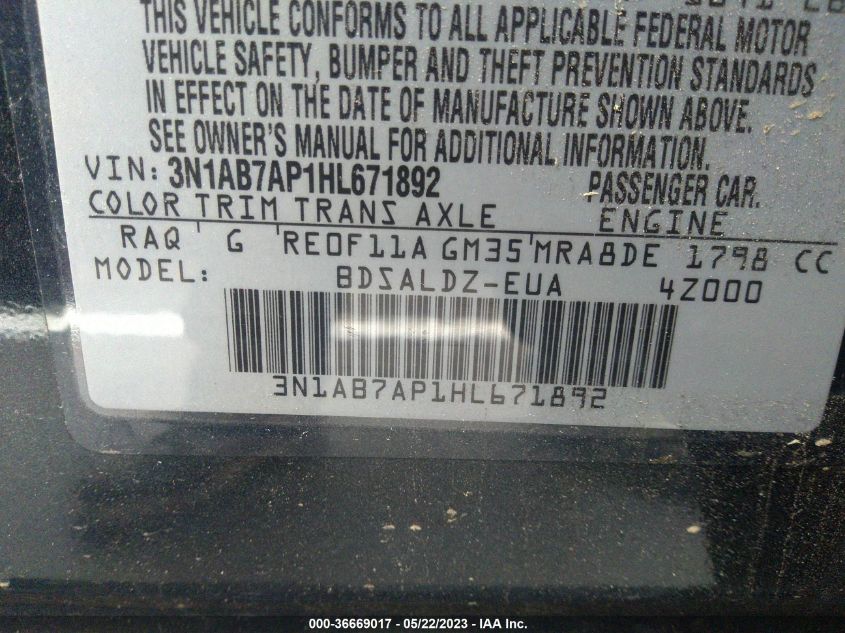 THIS VEHICLE CONFORMS TO ALL APPLICABLE FEDERAL MOTOR
VEHICLE SAFETY, BUMPER AND THEFT PREVENTION STANDARDS
IN EFFECT ON THE DATE OF MANUFACTURE SHOWN ABOVE.
SEE OWNER'S MANUAL FOR ADDITIONAL INFORMATION.
VIN: 3N1AB7AP1HL671892 PASSENGER CAR.
COLOR TRIM TRANS AXLE ENGINE
RAQ G RE0F11A GM35 MRA8DE 1798 CC
MODEL: BDSALDZ-EUA 4Z000
3N1AB7AP1HL671892
000-36669017 — 05/22/2023 — © IAA Inc.